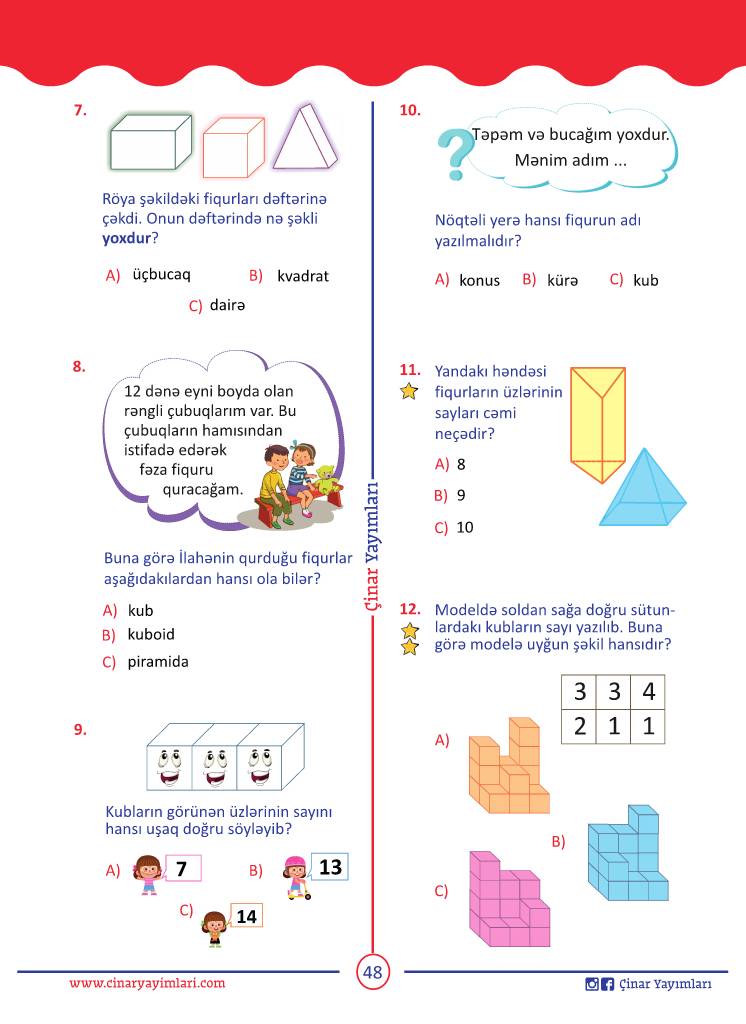 7.
Röya şəkildəki fiqurları dəftərinə
çəkdi. Onun dəftərində nə şəkli
yoxdur?
A) üçbucaq
B) kvadrat
C) dairə
8.
12 dənə eyni boyda olan
rəngli çubuqlarım var. Bu
çubuqların hamısından
istifadə edərək
fəza fiquru
quracağam.
Buna görə İlahənin qurduğu fiqurlar
aşağıdakılardan hansı ola bilər?
A) kub
B) kuboid
C) piramida
9.
Kubların görünən üzlərinin sayını
hansı uşaq doğru söyləyib?
A) 7
B) 13
C) 14
Çinar Yayımları
10.
?
Təpəm və bucağım yoxdur.
Mənim adım ...
Nöqtəli yerə hansı fiqurun adı
yazılmalıdır?
A) konus B) kürə C) kub
11. Yandakı həndəsi
fiqurların üzlərinin
sayları cəmi
neçədir?
A) 8
B) 9
C) 10
12. Modeldə soldan sağa doğru sütun-
lardakı kubların sayı yazılıb. Buna
görə modelə uyğun şəkil hansıdır?
3 3 4
2 1 1
A)
B)
C)
www.cinaryayimlari.com
48
Çinar Yayımları